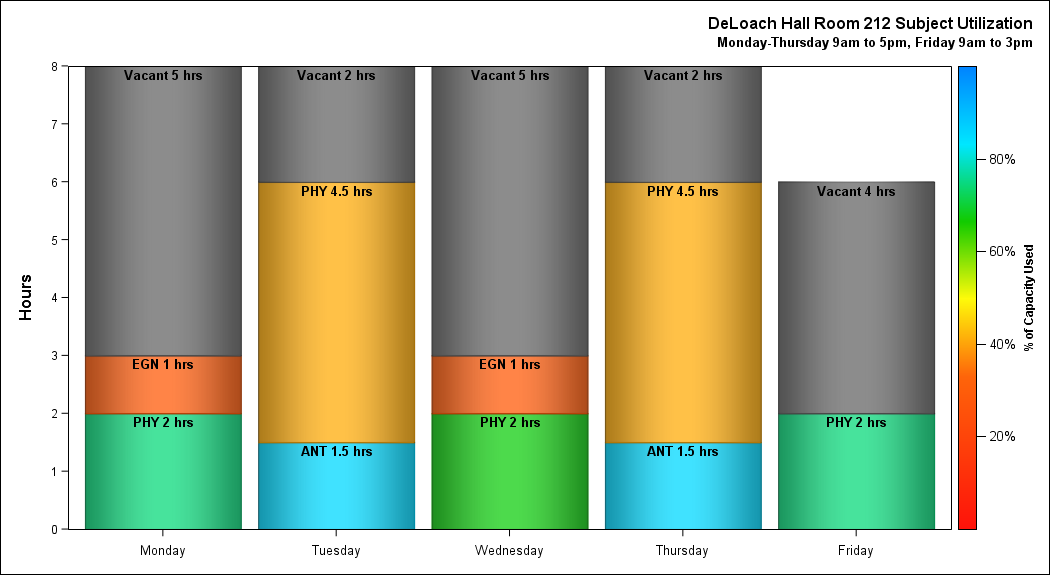 DeLoach Hall Room 212 Subject Utilization
Monday-Thursday 9am to 5pm, Friday 9am to 3pm
Hours
8
7
6
5
4
3
2
1
0
Vacant 5 hrs
EGN 1 hrs
PHY 2 hrs
Vacant 2 hrs
PHY 4.5 hrs
ANT 1.5 hrs
Vacant 5 hrs
EGN 1 hrs
PHY 2 hrs
Vacant 2 hrs
PHY 4.5 hrs
ANT 1.5 hrs
Vacant 4 hrs
PHY 2 hrs
Monday
Tuesday
Wednesday
Thursday
Friday
80%
60%
40%
20%
% of Capacity Used